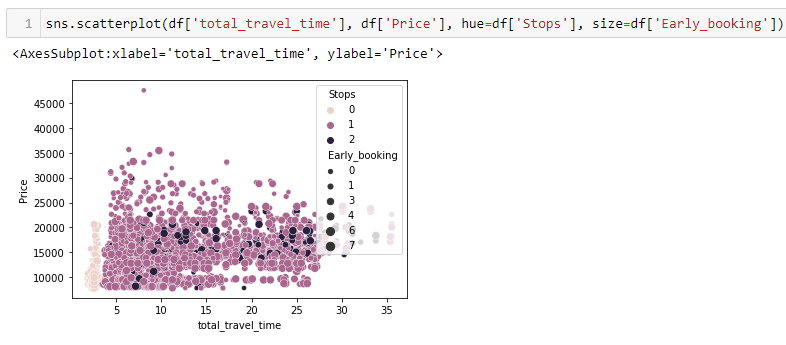 1 sns.scatterplot(df['total_travel_time'], df['Price'], hue=df['Stops'], size=df['Early_booking'])
<AxesSubplot:xlabel='total_travel_time', ylabel='Price'>
Stops
0
1
2
Early_booking
0
1
3
4
6
7
Price
45000
40000
35000
30000
25000
20000
15000
10000
5 10 15 20 25 30 35
total_travel_time